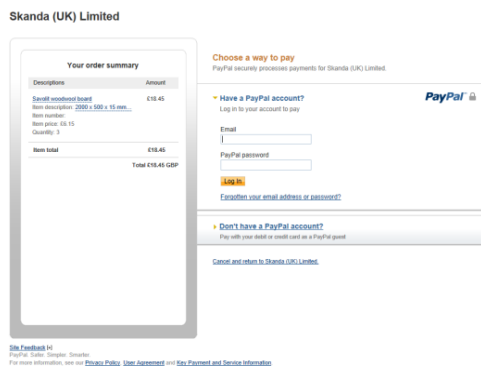 Skanda (UK) Limited
Your order summary
Descriptions Amount
Savolit woodwool board £18.45
Item description: 2000 x 500 x 15 mm...
Item number:
Item price: £6.15
Quantity: 3
Item total £18.45
Total £18.45 GBP
Choose a way to pay
PayPal securely processes payments for Skanda (UK) Limited.
Have a PayPal account?
PayPal
Log in to your account to pay
Email
PayPal password
Log In
Forgotten your email address or password?
Don't have a PayPal account?
Pay with your debit or credit card as a PayPal guest
Cancel and return to Skanda (UK) Limited.
Site Feedback [+]
PayPal. Safer. Simpler. Smarter.
For more information, see our Privacy Policy, User Agreement and Key Payment and Service Information